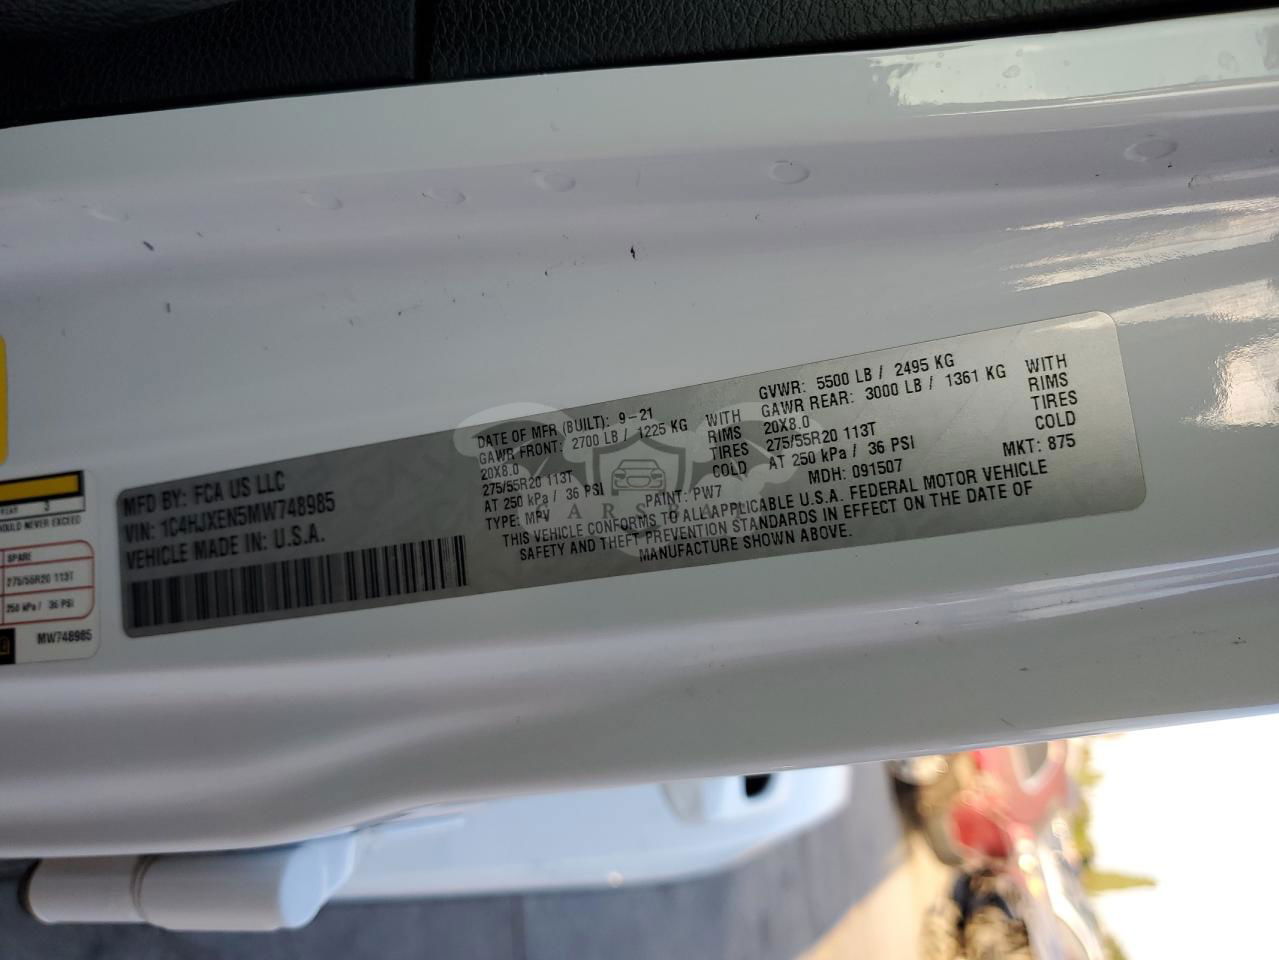 MFD BY: FCA US LLC
VIN: 1C4HJXEN5MW748985
VEHICLE MADE IN: U.S.A.
DATE OF MFR (BUILT): 9-21
GAWR FRONT: 2700 LB / 1225 KG WITH
20X8.0 RIMS
275/55R20 113T TIRES
AT 250 kPa / 36 PSI COLD
TYPE: MPV PAINT: PW7
GVWR: 5500 LB / 2495 KG
GAWR REAR: 3000 LB / 1361 KG WITH
20X8.0 RIMS
275/55R20 113T TIRES
AT 250 kPa / 36 PSI COLD
MDH: 091507 MKT: 875
THIS VEHICLE CONFORMS TO ALL APPLICABLE U.S.A. FEDERAL MOTOR VEHICLE
SAFETY AND THEFT PREVENTION STANDARDS IN EFFECT ON THE DATE OF
MANUFACTURE SHOWN ABOVE.
REAR 3
SHOULD NEVER EXCEED
SPARE
275/55R20 113T
250 kPa / 36 PSI
MW748985